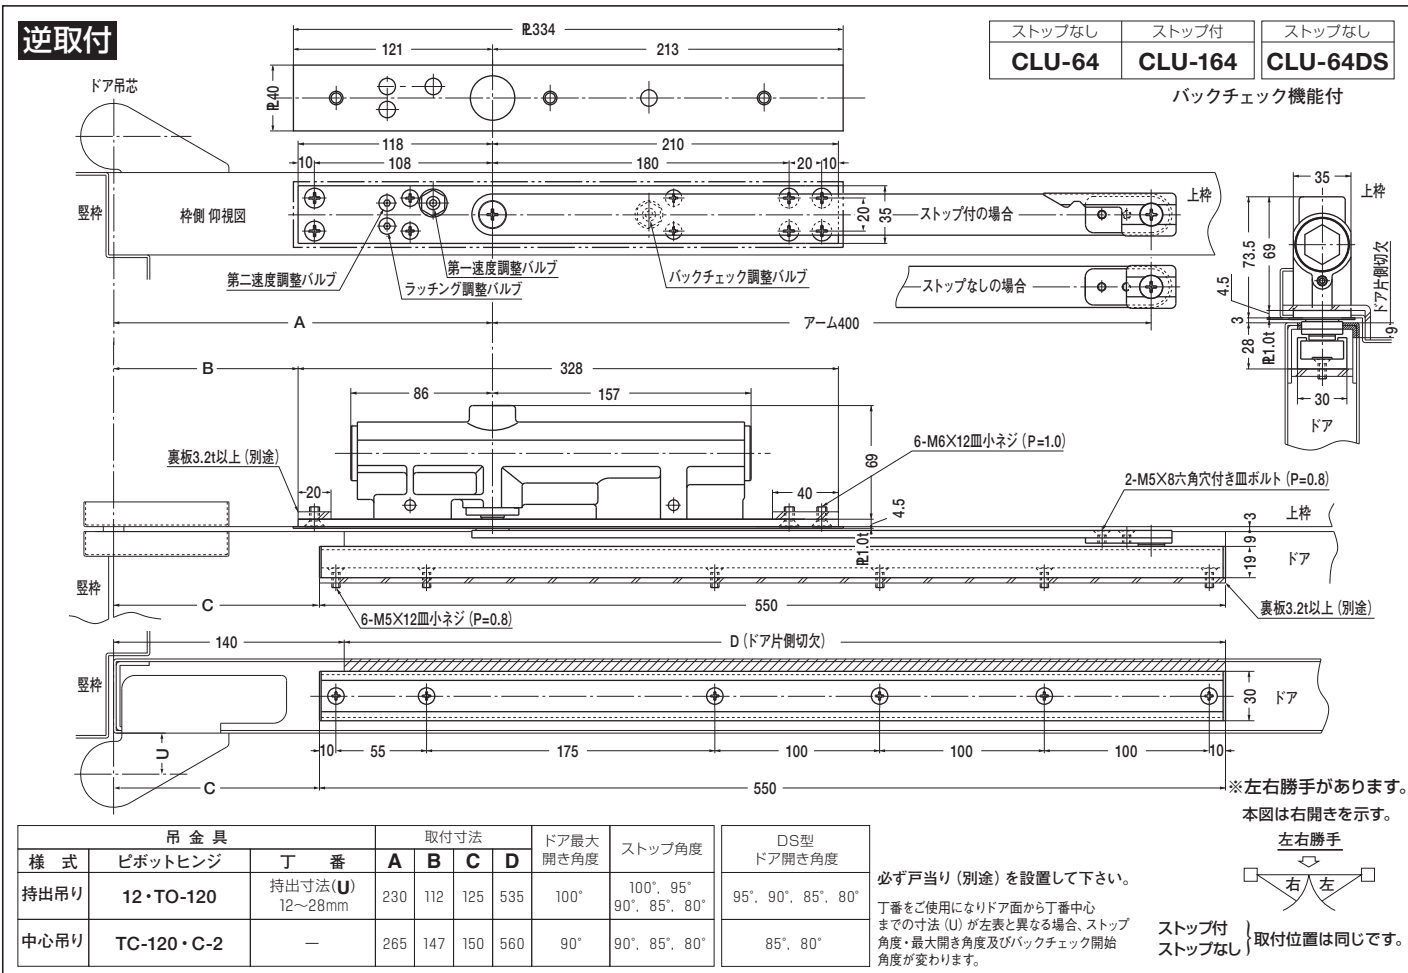 逆取付
ストップなし ストップ付 ストップなし
CLU-64 CLU-164 CLU-64DS
バックチェック機能付
ドア吊芯
℞334
121 213
℞40
118 210
10 108 180 20 10
竪枠
枠側 仰視図
ストップ付の場合
上枠
20 35
第二速度調整バルブ
第一速度調整バルブ
ラッチング調整バルブ
バックチェック調整バルブ
ストップなしの場合
A アーム400
35
上枠
73.5 69
4.5
3
28
℞1.0t
ドア片側切欠
9
30
ドア
B 328
86 157
裏板3.2t以上 (別途)
20
40
69
4.5
6-M6×12皿小ネジ (P=1.0)
2-M5×8六角穴付き皿ボルト (P=0.8)
上枠
3
9
19
ドア
℞1.0t
竪枠
C 550
6-M5×12皿小ネジ (P=0.8)
裏板3.2t以上 (別途)
140 D (ドア片側切欠)
竪枠
30
ドア
10 55 175 100 100 100 10
U
C 550
※左右勝手があります。
本図は右開きを示す。
左右勝手
右 左
ストップ付
ストップなし
取付位置は同じです。
吊金具 取付寸法 ドア最大開き角度 ストップ角度 DS型ドア開き角度
様式 ピボットヒンジ 丁番 A B C D
持出吊り 12・TO-120 持出寸法(U) 12〜28mm 230 112 125 535 100° 100°, 95° 90°, 85°, 80° 95°, 90°, 85°, 80°
中心吊り TC-120・C-2 — 265 147 150 560 90° 90°, 85°, 80° 85°, 80°
必ず戸当り (別途) を設置して下さい。
丁番をご使用になりドア面から丁番中心
までの寸法 (U) が左表と異なる場合、ストップ
角度・最大開き角度及びバックチェック開始
角度が変わります。